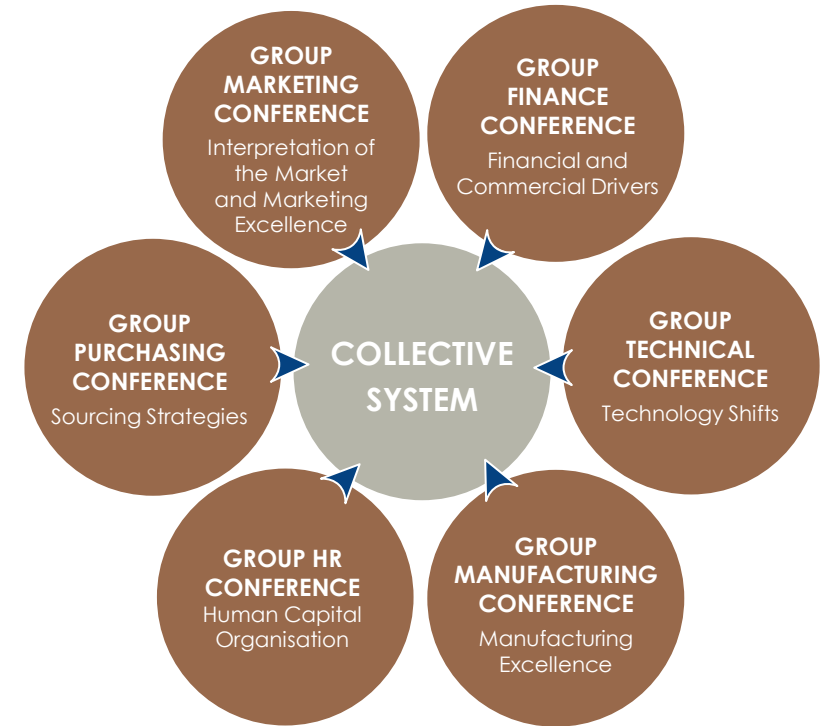 GROUP
MARKETING
CONFERENCE
Interpretation of
the Market
and Marketing
Excellence
GROUP
FINANCE
CONFERENCE
Financial and
Commercial Drivers
GROUP
PURCHASING
CONFERENCE
Sourcing Strategies
COLLECTIVE
SYSTEM
GROUP
TECHNICAL
CONFERENCE
Technology Shifts
GROUP HR
CONFERENCE
Human Capital
Organisation
GROUP
MANUFACTURING
CONFERENCE
Manufacturing
Excellence